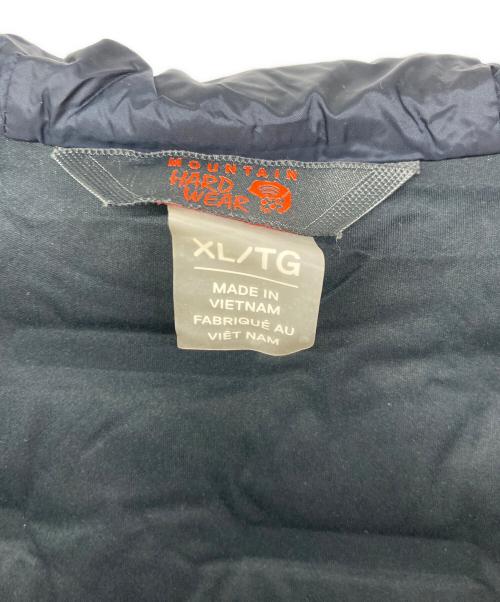 MOUNTAIN
HARD
WEAR
XL/TG
MADE IN
VIETNAM
FABRIQUÉ AU
VIÊT NAM